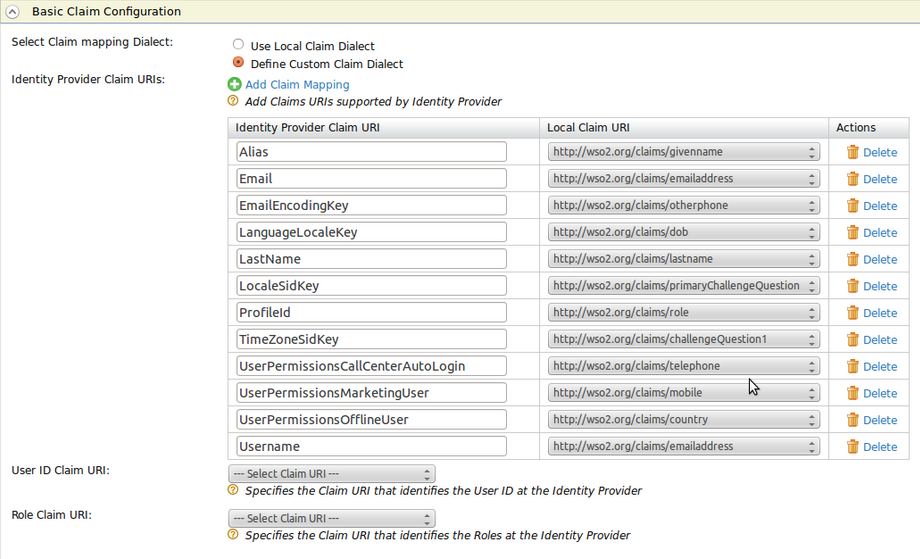 Basic Claim Configuration
Select Claim mapping Dialect:
Use Local Claim Dialect
Define Custom Claim Dialect
Identity Provider Claim URIs:
Add Claim Mapping
Add Claims URIs supported by Identity Provider
Identity Provider Claim URI Local Claim URI Actions
Alias http://wso2.org/claims/givenname Delete
Email http://wso2.org/claims/emailaddress Delete
EmailEncodingKey http://wso2.org/claims/otherphone Delete
LanguageLocaleKey http://wso2.org/claims/dob Delete
LastName http://wso2.org/claims/lastname Delete
LocaleSidKey http://wso2.org/claims/primaryChallengeQuestion Delete
ProfileId http://wso2.org/claims/role Delete
TimeZoneSidKey http://wso2.org/claims/challengeQuestion1 Delete
UserPermissionsCallCenterAutoLogin http://wso2.org/claims/telephone Delete
UserPermissionsMarketingUser http://wso2.org/claims/mobile Delete
UserPermissionsOfflineUser http://wso2.org/claims/country Delete
Username http://wso2.org/claims/emailaddress Delete
User ID Claim URI: --- Select Claim URI ---
Specifies the Claim URI that identifies the User ID at the Identity Provider
Role Claim URI: --- Select Claim URI ---
Specifies the Claim URI that identifies the Roles at the Identity Provider